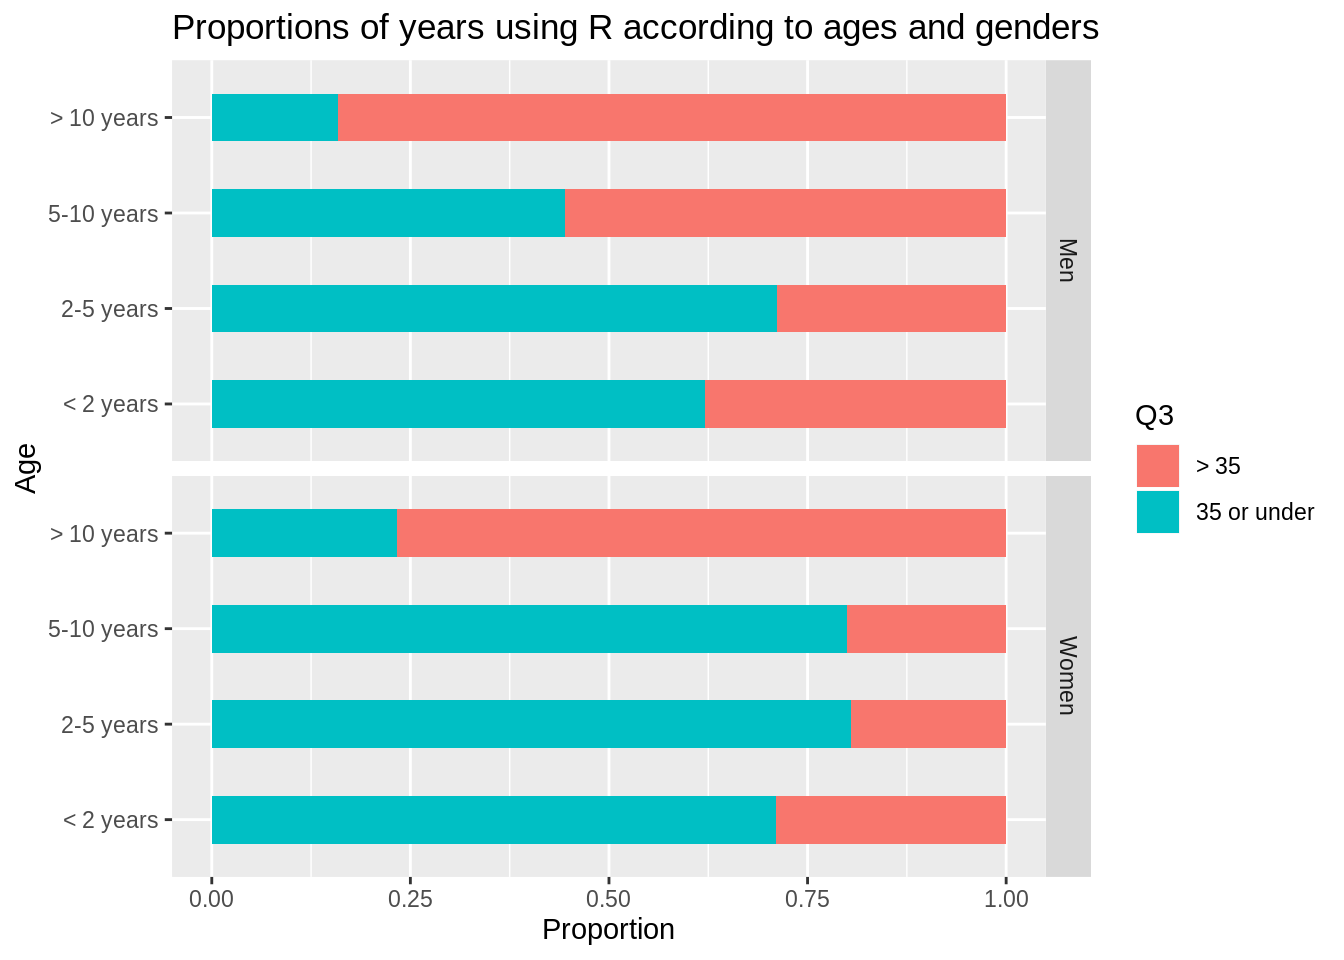 Proportions of years using R according to ages and genders
> 10 years
5-10 years
2-5 years
< 2 years
Men
Age
> 10 years
5-10 years
2-5 years
< 2 years
Women
0.00 0.25 0.50 0.75 1.00
Proportion
Q3
> 35
35 or under